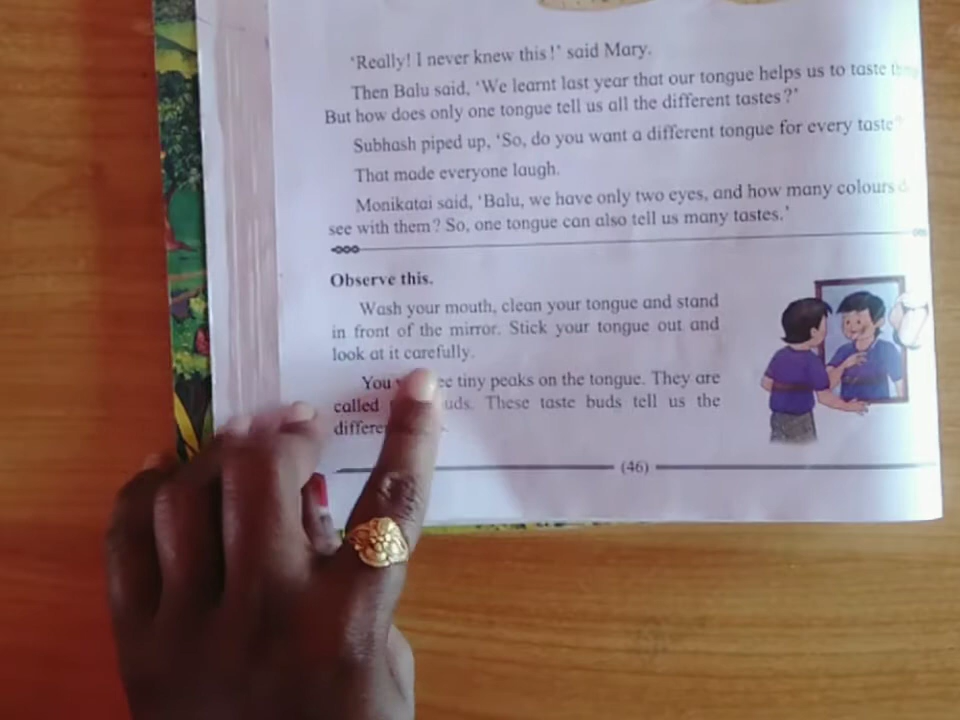 ‘Really! I never knew this !’ said Mary.
Then Balu said, ‘We learnt last year that our tongue helps us to taste
But how does only one tongue tell us all the different tastes ?’
Subhash piped up, ‘So, do you want a different tongue for every taste
That made everyone laugh.
Monikatai said, ‘Balu, we have only two eyes, and how many colours
see with them ? So, one tongue can also tell us many tastes.’
Observe this.
Wash your mouth, clean your tongue and stand
in front of the mirror. Stick your tongue out and
look at it carefully.
You tiny peaks on the tongue. They are
called These taste buds tell us the
(46)